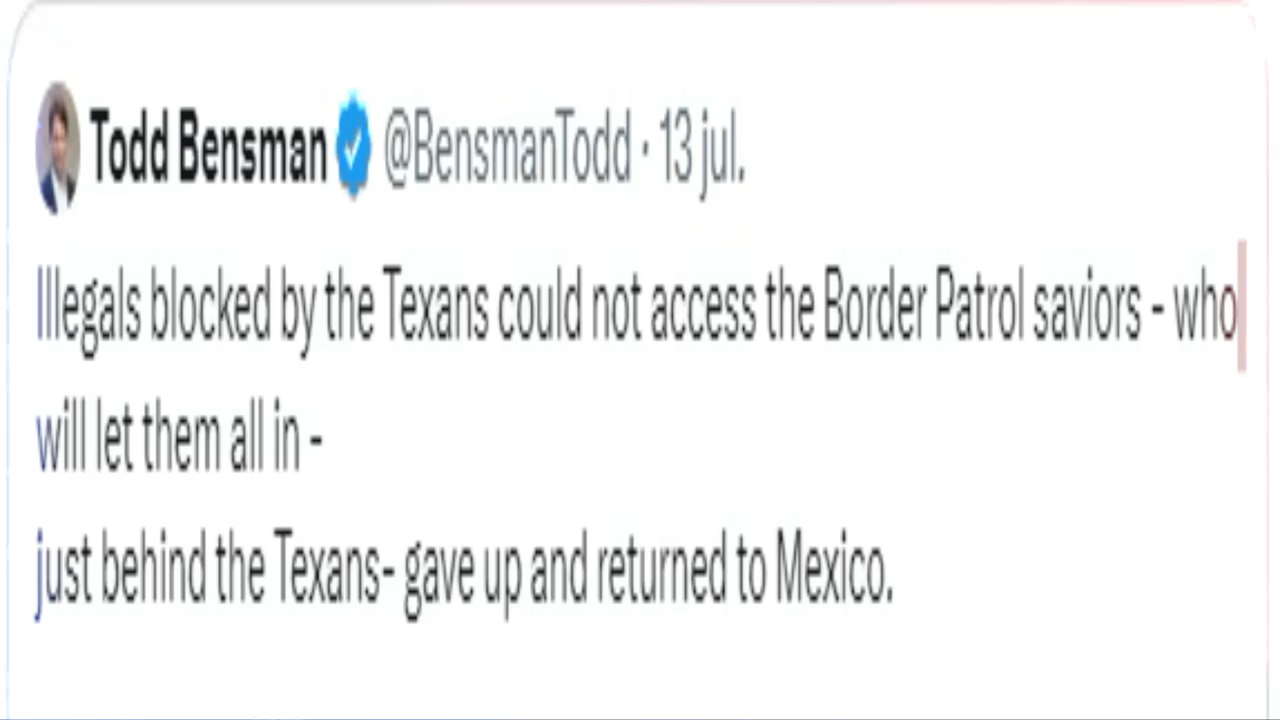 Todd Bensman @BensmanTodd · 13 jul.
Illegals blocked by the Texans could not access the Border Patrol saviors - who
will let them all in -
just behind the Texans- gave up and returned to Mexico.